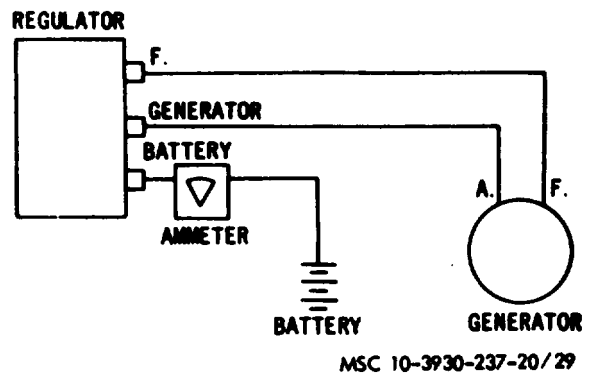 REGULATOR
F.
GENERATOR
BATTERY
AMMETER
A.
F.
BATTERY
GENERATOR
MSC 10-3930-237-20/29